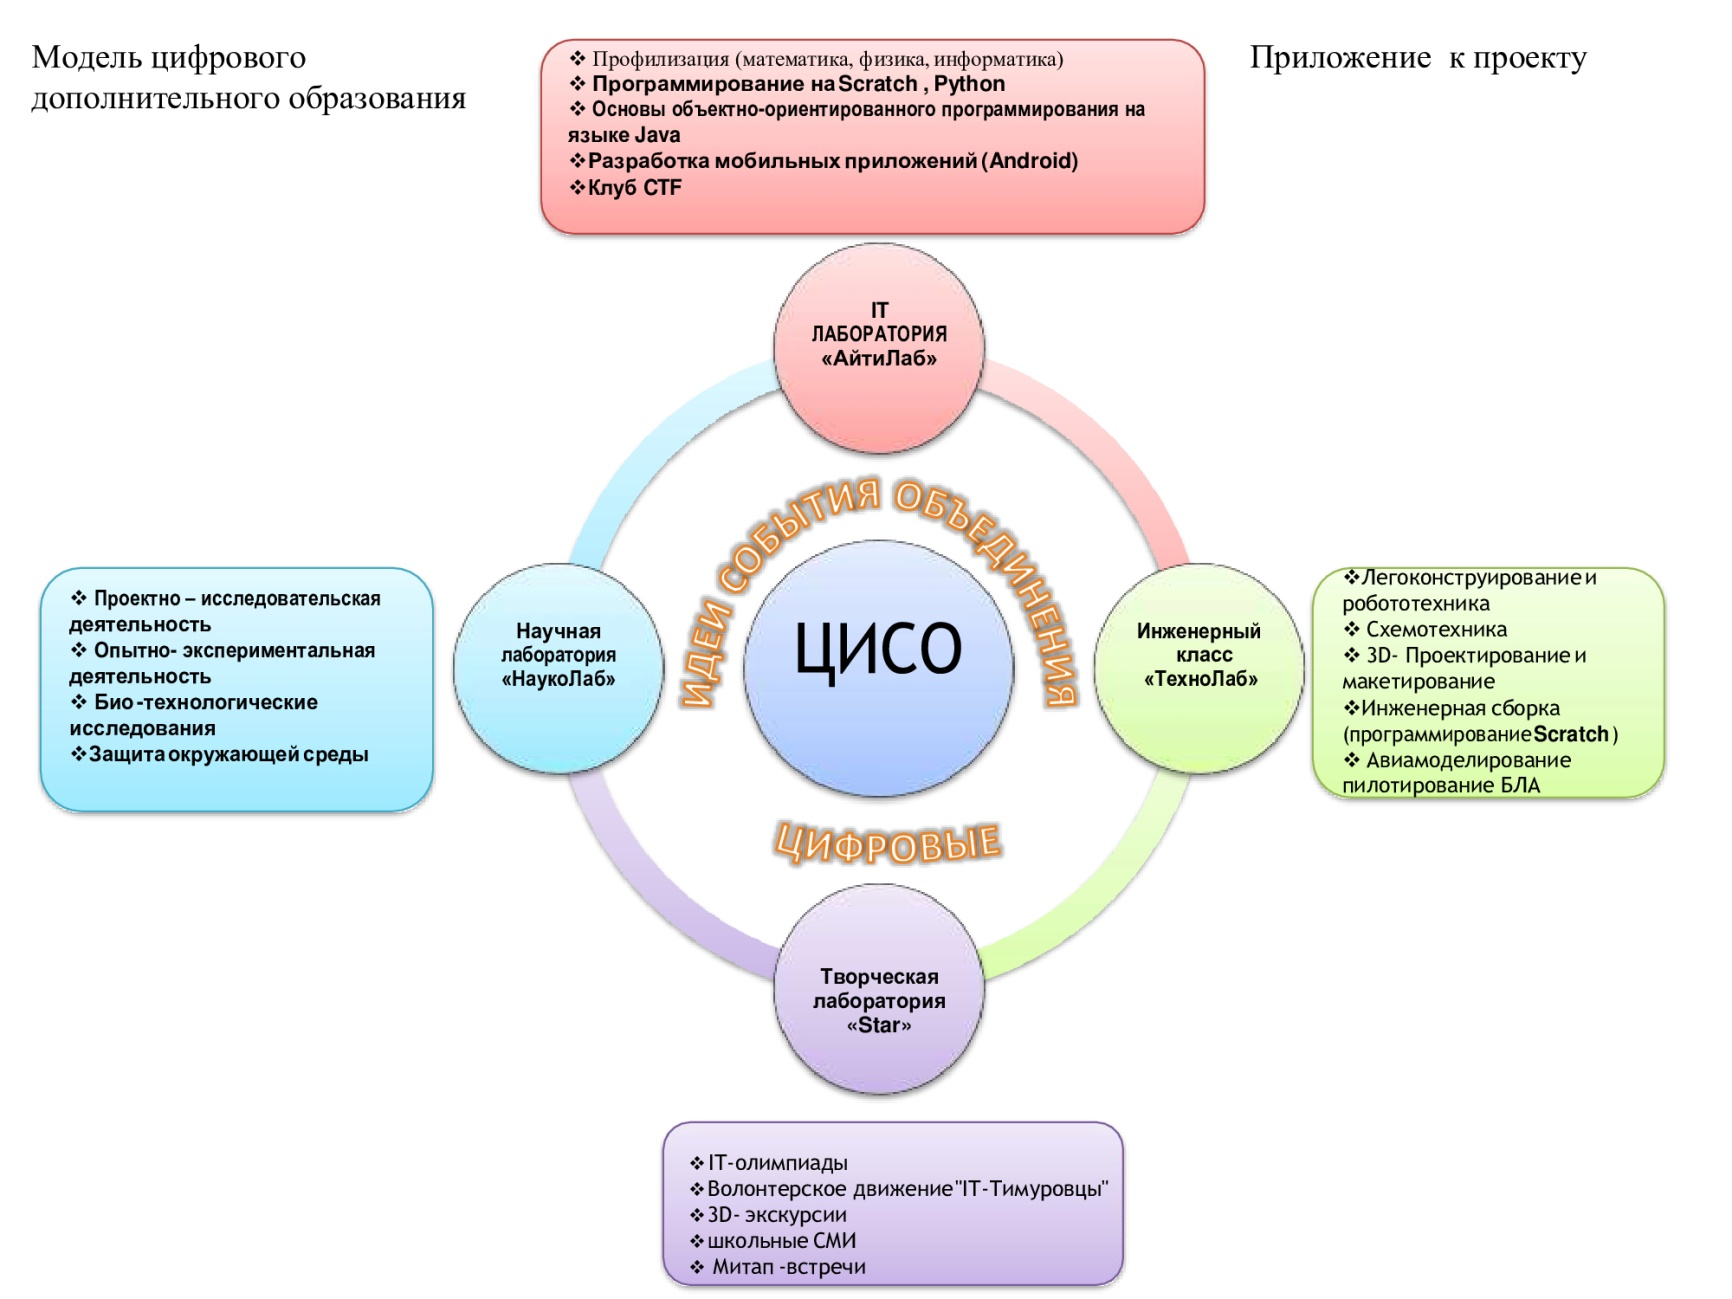 Модель цифрового
дополнительного образования
Приложение к проекту
❖ Профилизация (математика, физика, информатика)
❖ Программирование на Scratch , Python
❖ Основы объектно-ориентированного программирования на
языке Java
❖Разработка мобильных приложений (Android)
❖Клуб CTF
IT
ЛАБОРАТОРИЯ
«АйтиЛаб»
ИДЕИ СОБЫТИЯ ОБЪЕДИНЕНИЯ
ЦИСО
ЦИФРОВЫЕ
❖ Проектно – исследовательская
деятельность
❖ Опытно- экспериментальная
деятельность
❖ Био -технологические
исследования
❖Защита окружающей среды
Научная
лаборатория
«НаукоЛаб»
Инженерный
класс
«ТехноЛаб»
❖Легоконструирование и
робототехника
❖ Схемотехника
❖ 3D- Проектирование и
макетирование
❖Инженерная сборка
(программирование Scratch )
❖ Авиамоделирование
пилотирование БЛА
Творческая
лаборатория
«Star»
❖IT-олимпиады
❖Волонтерское движение "IT-Тимуровцы"
❖3D- экскурсии
❖школьные СМИ
❖ Митап -встречи